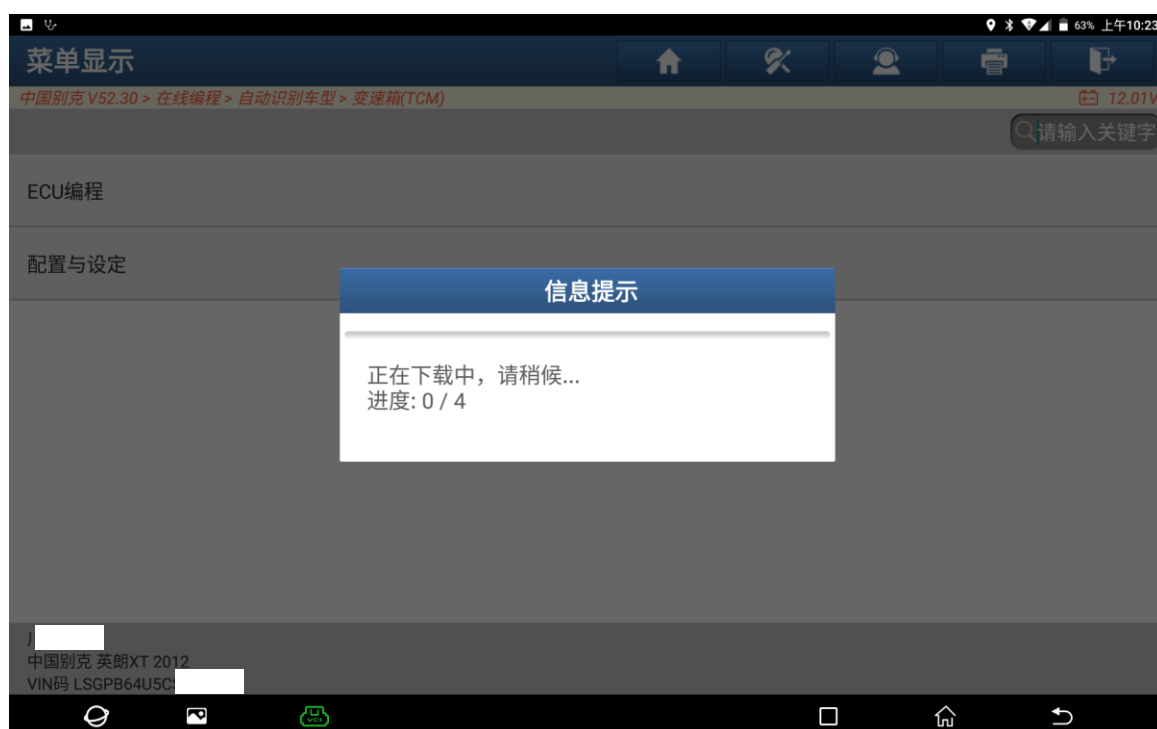 63% 上午10:23
菜单显示
中国别克 V52.30 > 在线编程 > 自动识别车型 > 变速箱(TCM)
12.01V
请输入关键字
ECU编程
配置与设定
信息提示
正在下载中，请稍候...
进度: 0 / 4
中国别克 英朗XT 2012
VIN码 LSGPB64U5C
VCI